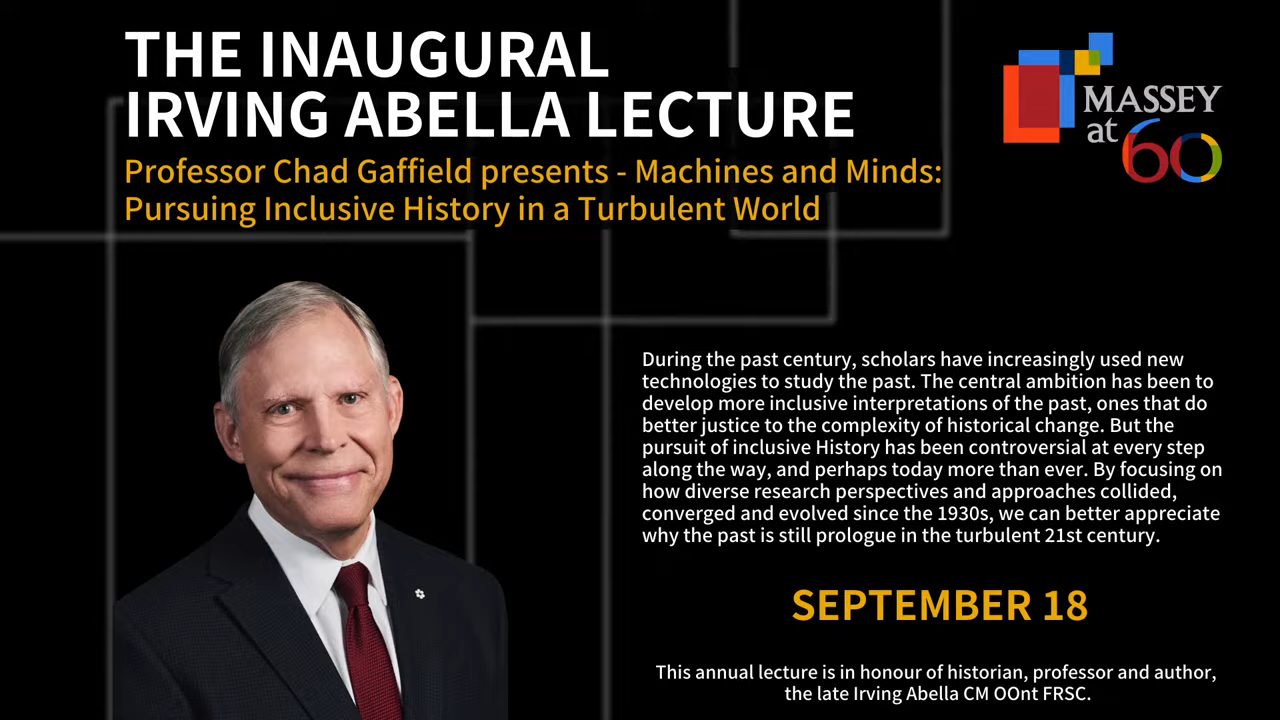 THE INAUGURAL
IRVING ABELLA LECTURE
Professor Chad Gaffield presents - Machines and Minds:
Pursuing Inclusive History in a Turbulent World
MASSEY
at 60
During the past century, scholars have increasingly used new
technologies to study the past. The central ambition has been to
develop more inclusive interpretations of the past, ones that do
better justice to the complexity of historical change. But the
pursuit of inclusive History has been controversial at every step
along the way, and perhaps today more than ever. By focusing on
how diverse research perspectives and approaches collided,
converged and evolved since the 1930s, we can better appreciate
why the past is still prologue in the turbulent 21st century.
SEPTEMBER 18
This annual lecture is in honour of historian, professor and author,
the late Irving Abella CM OOnt FRSC.